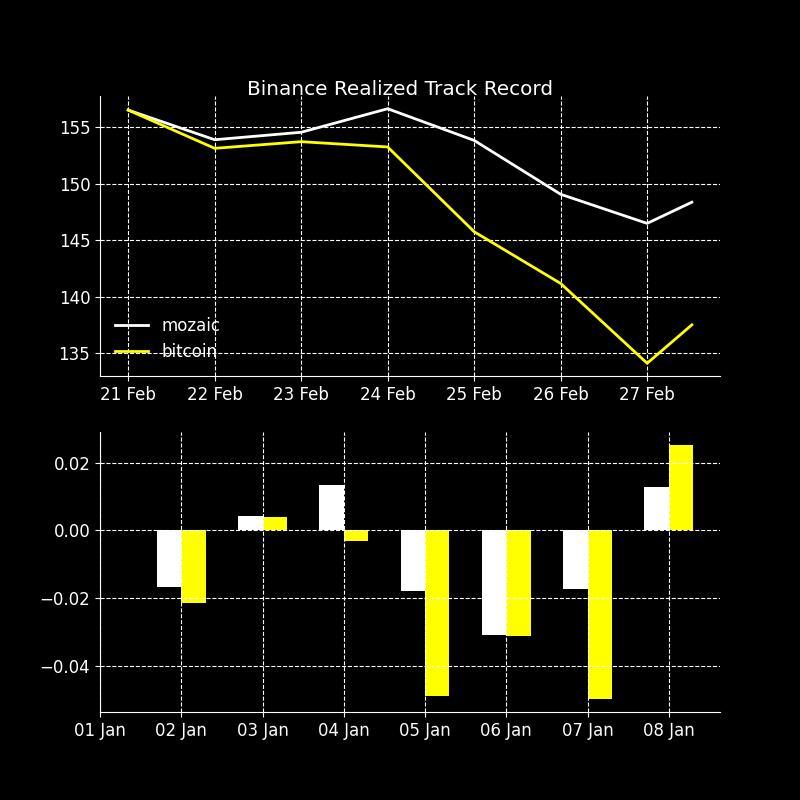 Binance Realized Track Record
155
150
145
140
135
mozaic
bitcoin
21 Feb 22 Feb 23 Feb 24 Feb 25 Feb 26 Feb 27 Feb
0.02
0.00
−0.02
−0.04
01 Jan 02 Jan 03 Jan 04 Jan 05 Jan 06 Jan 07 Jan 08 Jan